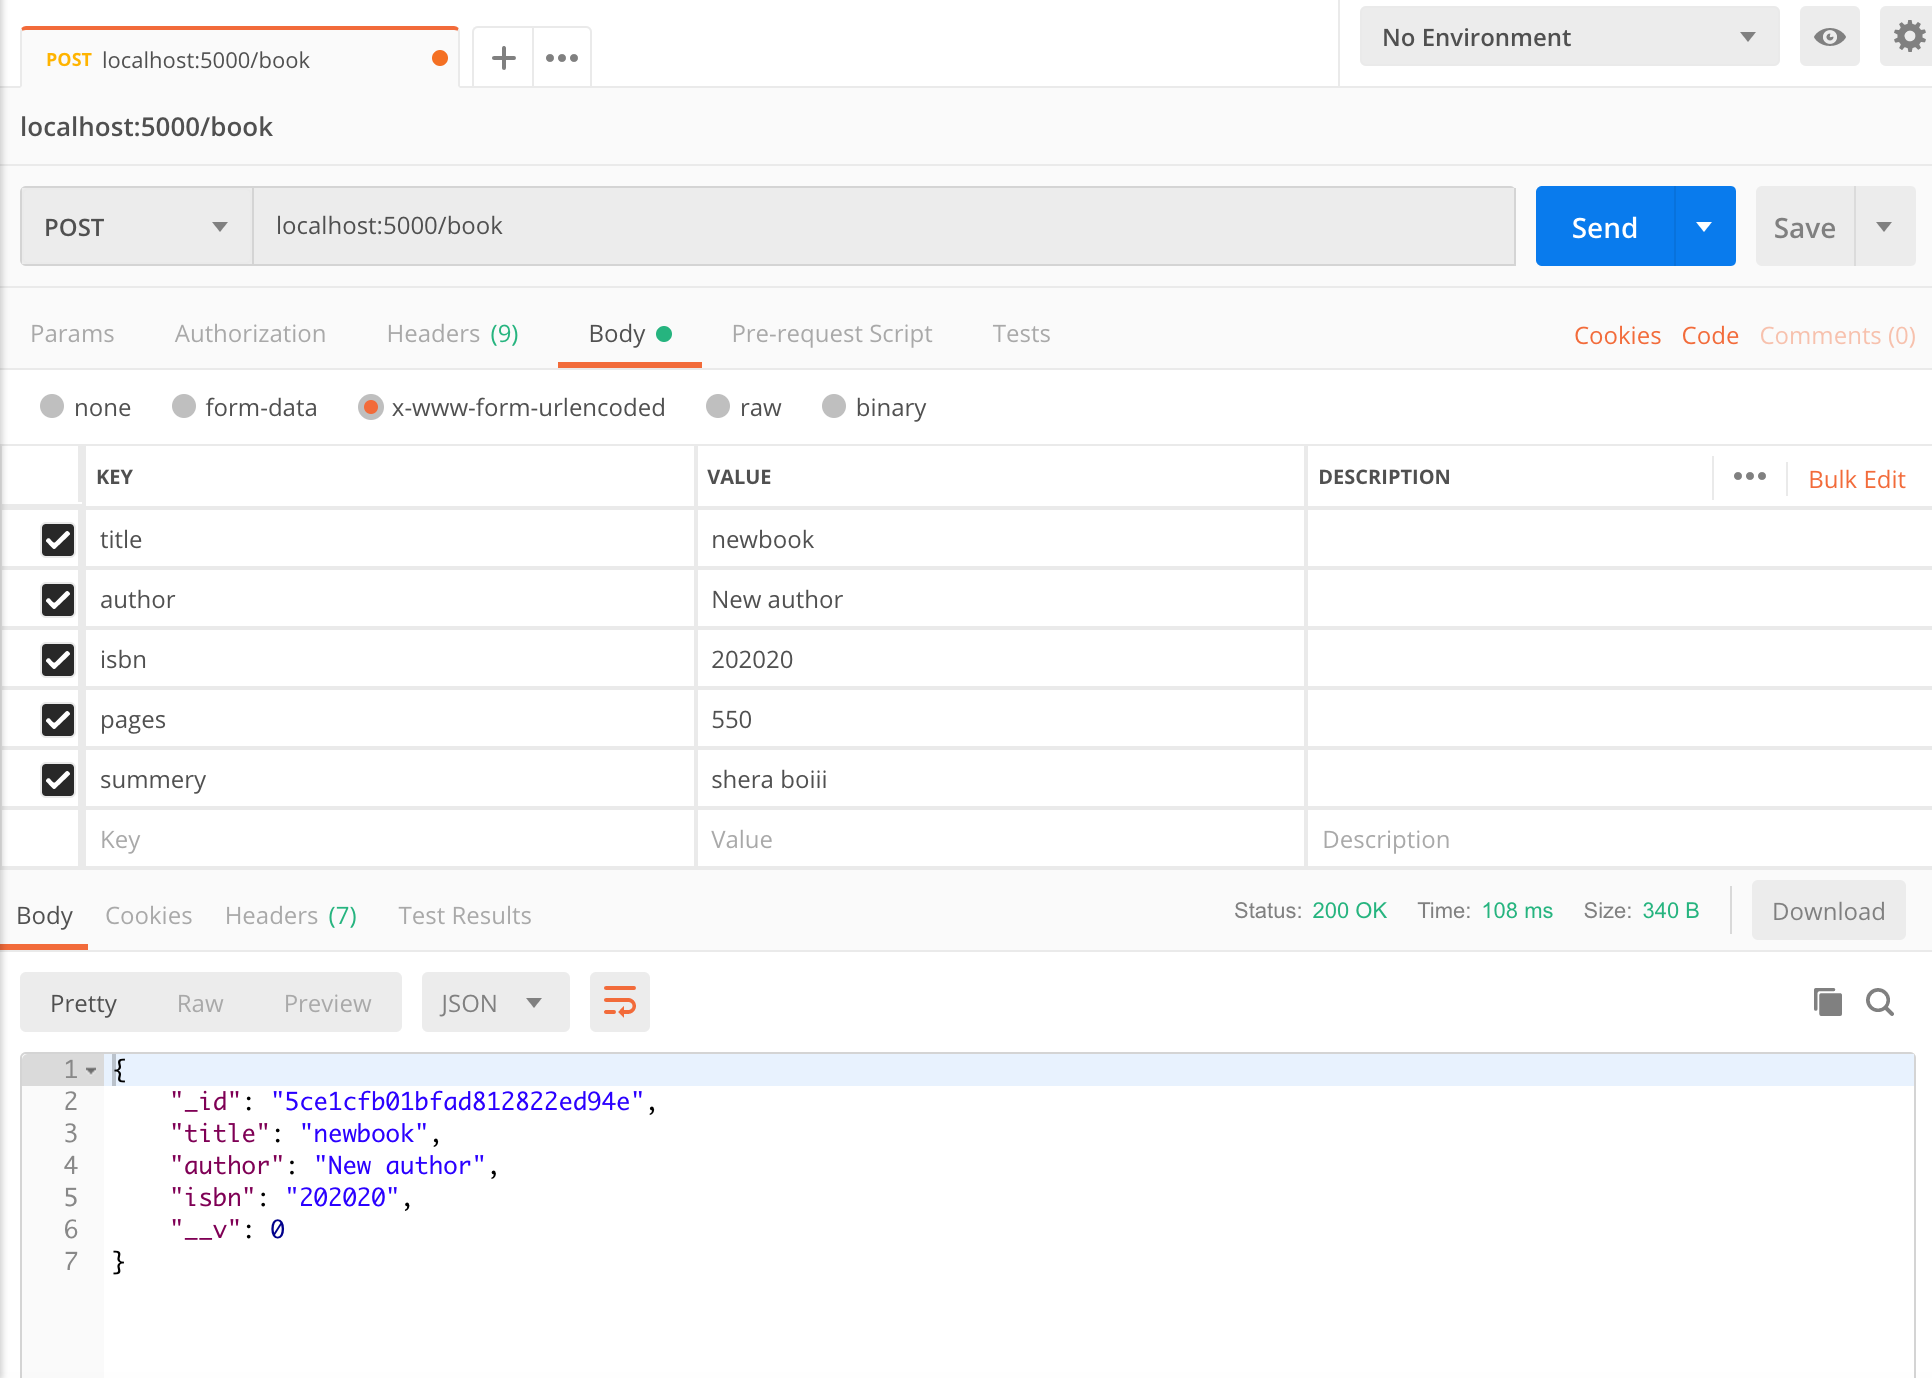 POST localhost:5000/book
No Environment
localhost:5000/book
POST localhost:5000/book Send Save
Params Authorization Headers (9) Body Pre-request Script Tests Cookies Code Comments (0)
none form-data x-www-form-urlencoded raw binary
KEY VALUE DESCRIPTION Bulk Edit
title newbook
author New author
isbn 202020
pages 550
summery shera boiii
Key Value Description
Body Cookies Headers (7) Test Results Status: 200 OK Time: 108 ms Size: 340 B Download
Pretty Raw Preview JSON
1 {
2 "_id": "5ce1cfb01bfad812822ed94e",
3 "title": "newbook",
4 "author": "New author",
5 "isbn": "202020",
6 "__v": 0
7 }